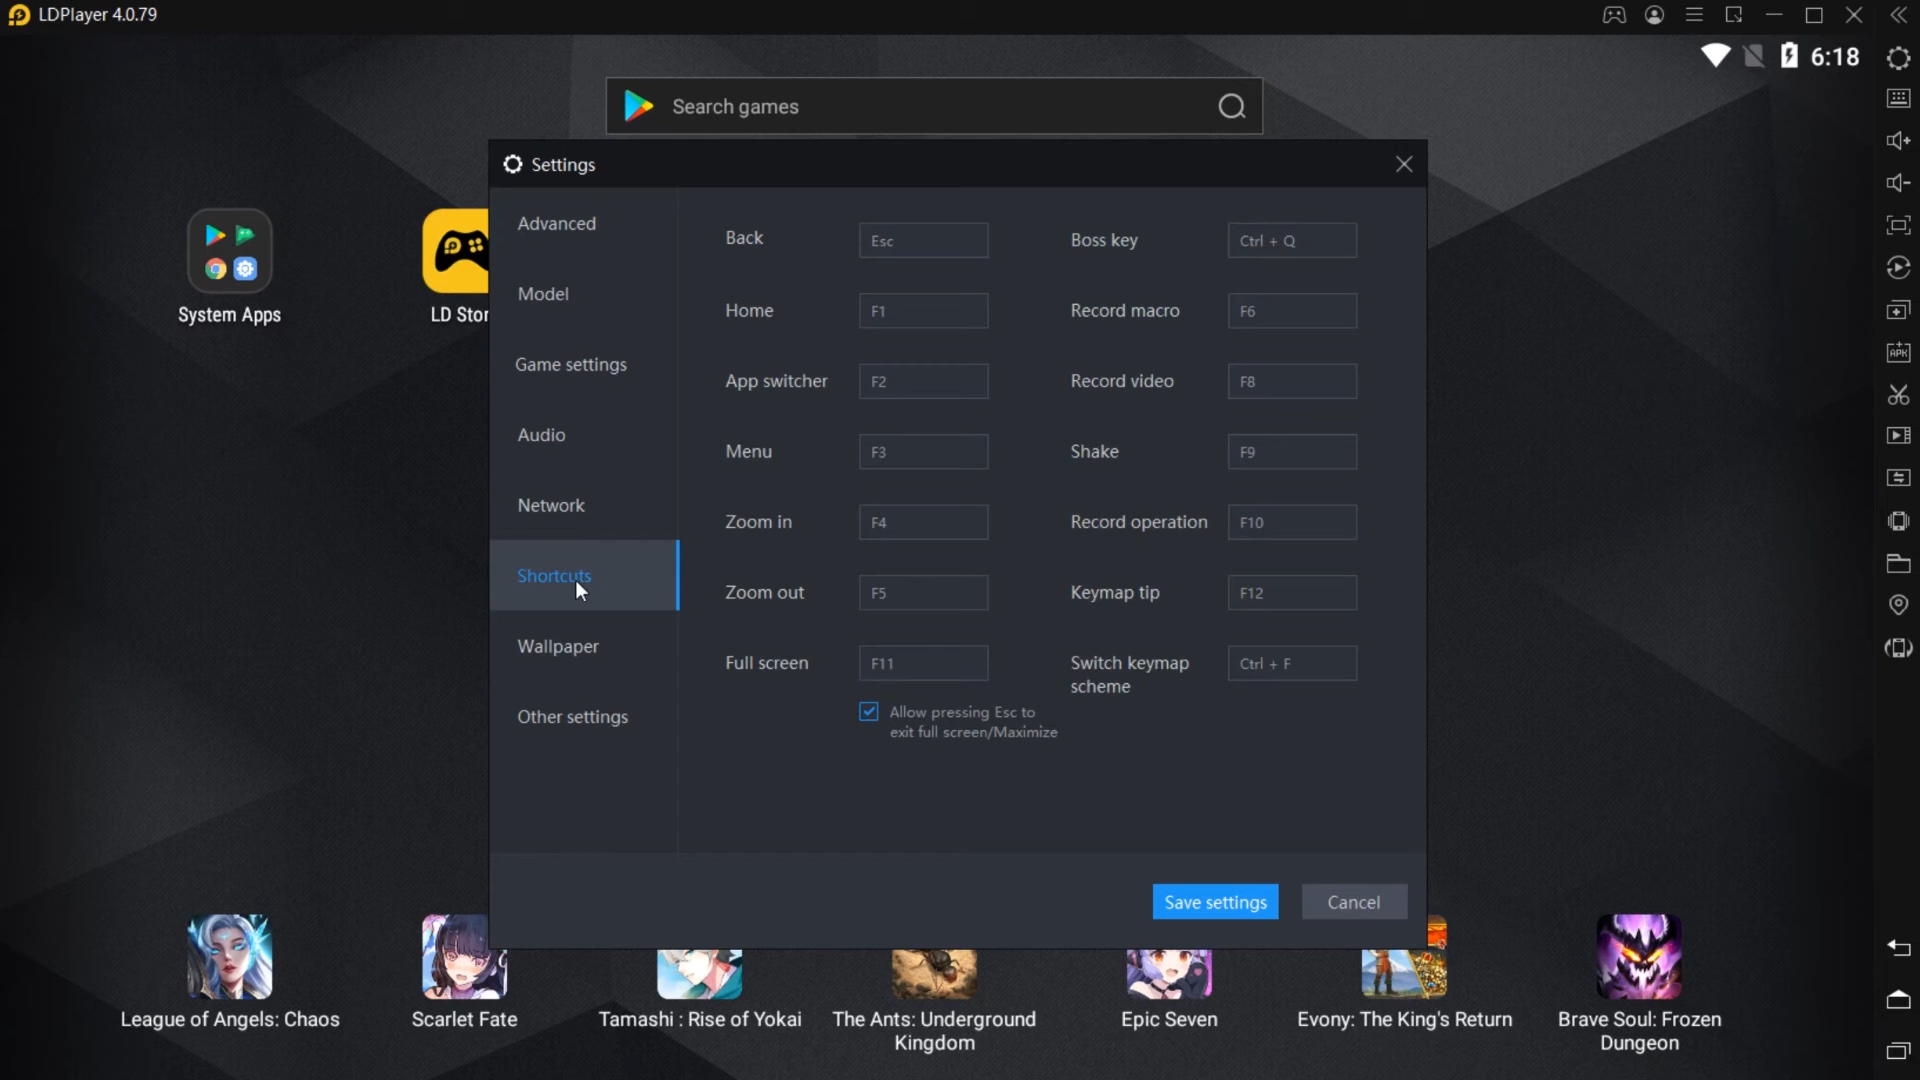 LDPlayer 4.0.79
6:18
Search games
Settings
Advanced
Model
Game settings
Audio
Network
Shortcuts
Wallpaper
Other settings
Back Esc
Home F1
App switcher F2
Menu F3
Zoom in F4
Zoom out F5
Full screen F11
Allow pressing Esc to
exit full screen/Maximize
Boss key Ctrl + Q
Record macro F6
Record video F8
Shake F9
Record operation F10
Keymap tip F12
Switch keymap Ctrl + F
scheme
Save settings
Cancel
System Apps
LD Stor
APK
League of Angels: Chaos
Scarlet Fate
Tamashi : Rise of Yokai
The Ants: Underground
Kingdom
Epic Seven
Evony: The King's Return
Brave Soul: Frozen
Dungeon